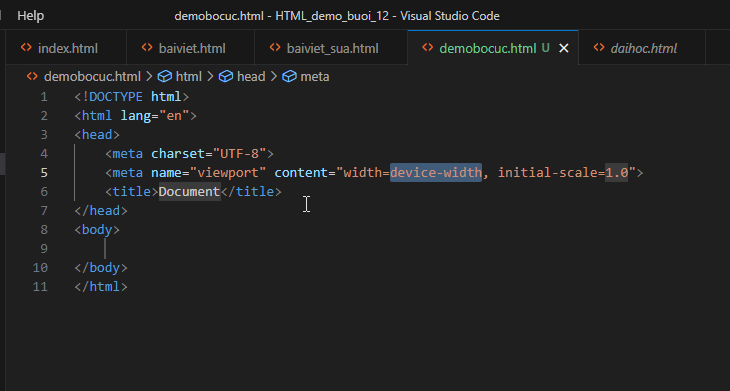 Help demobocuc.html - HTML_demo_buoi_12 - Visual Studio Code
index.html baiviet.html baiviet_sua.html demobocuc.html U daihoc.html
demobocuc.html > html > head > meta
1 <!DOCTYPE html>
2 <html lang="en">
3 <head>
4 <meta charset="UTF-8">
5 <meta name="viewport" content="width=device-width, initial-scale=1.0">
6 <title>Document</title>
7 </head>
8 <body>
9
10 </body>
11 </html>